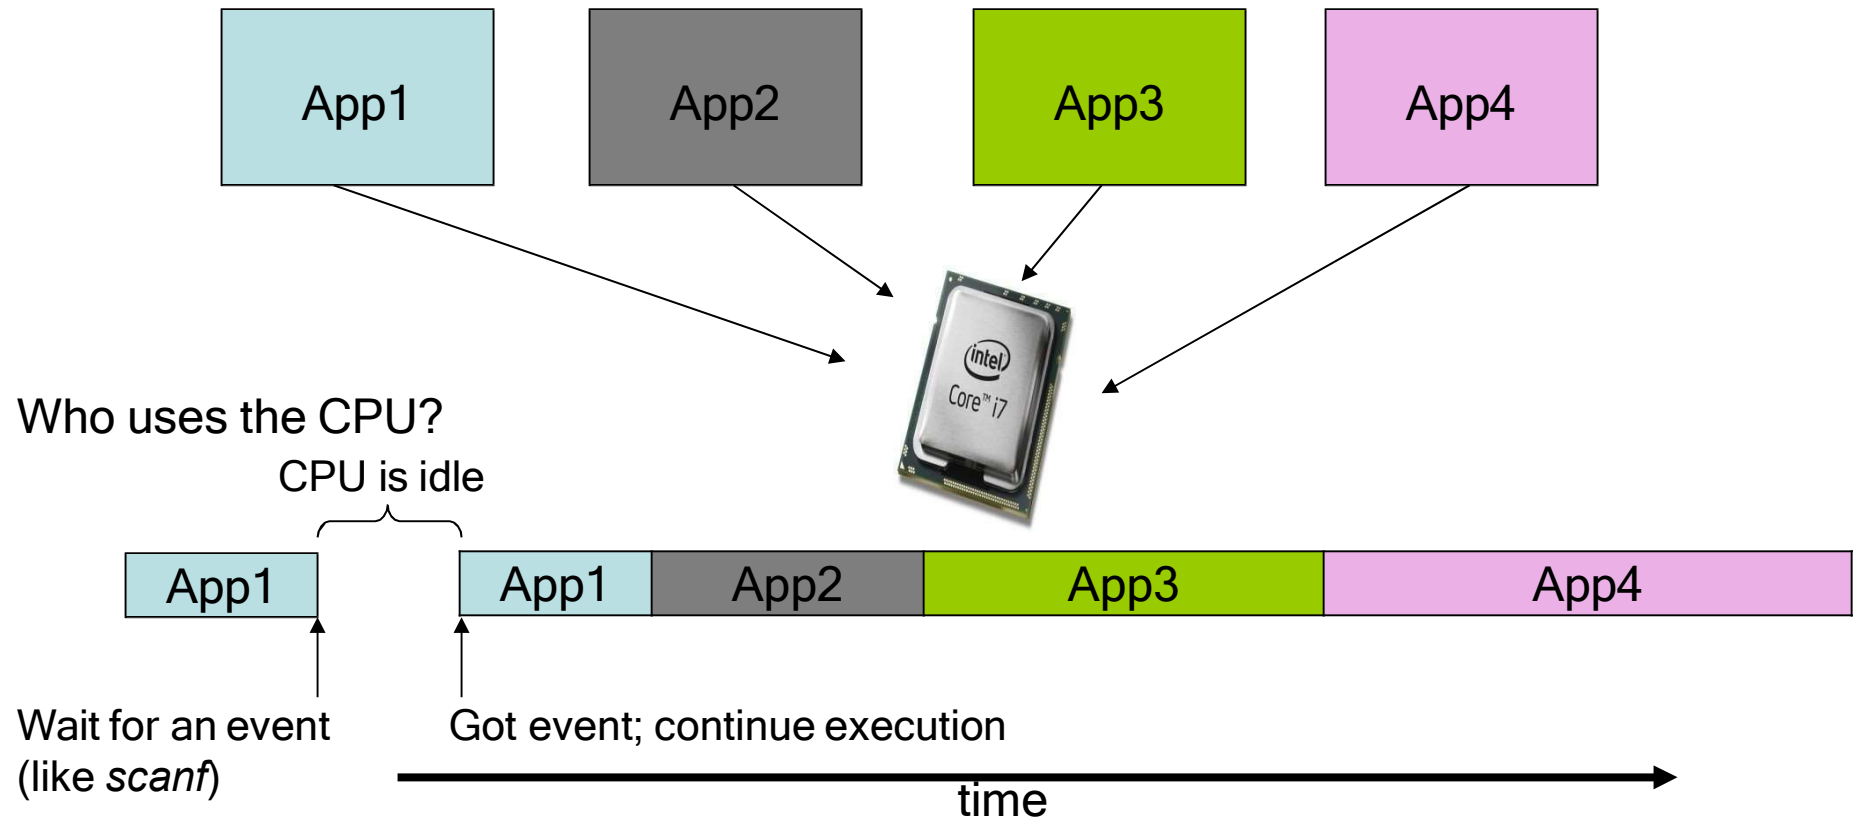 App1
App2
App3
App4
intel
Core™ i7
Who uses the CPU?
CPU is idle
App1
App1
App2
App3
App4
Wait for an event
(like scanf)
Got event; continue execution
time